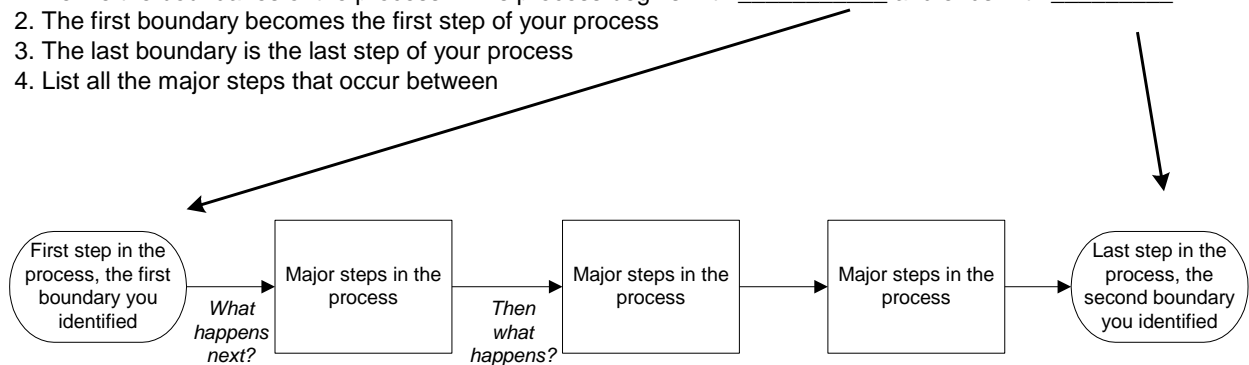 2. The first boundary becomes the first step of your process
3. The last boundary is the last step of your process
4. List all the major steps that occur between
First step in the
process, the first
boundary you
identified
What
happens
next?
Major steps in the
process
Then
what
happens?
Major steps in the
process
Major steps in the
process
Last step in the
process, the
second boundary
you identified